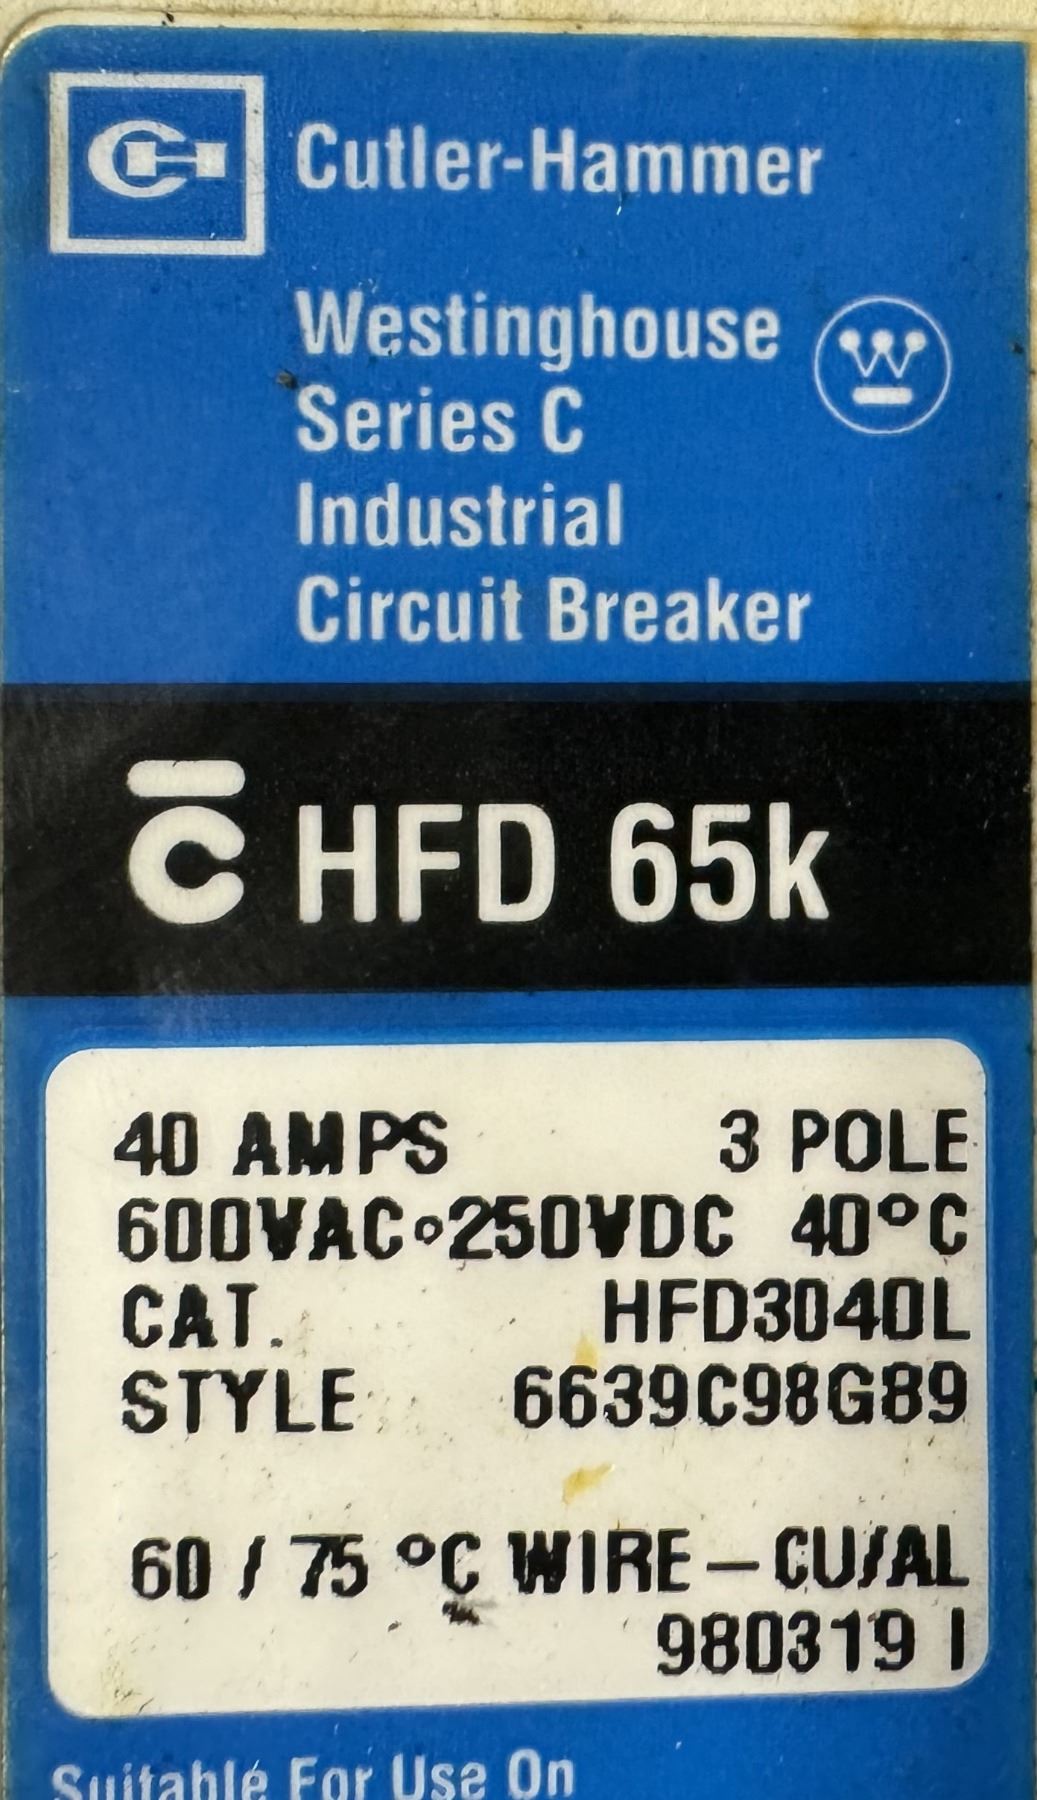 Cutler-Hammer
Westinghouse
Series C
Industrial
Circuit Breaker
C HFD 65k
40 AMPS 3 POLE
600VAC•250VDC 40°C
CAT. HFD3040L
STYLE 6639C98G89
60 / 75 °C WIRE – CU/AL
980319 I
Suitable For Use On